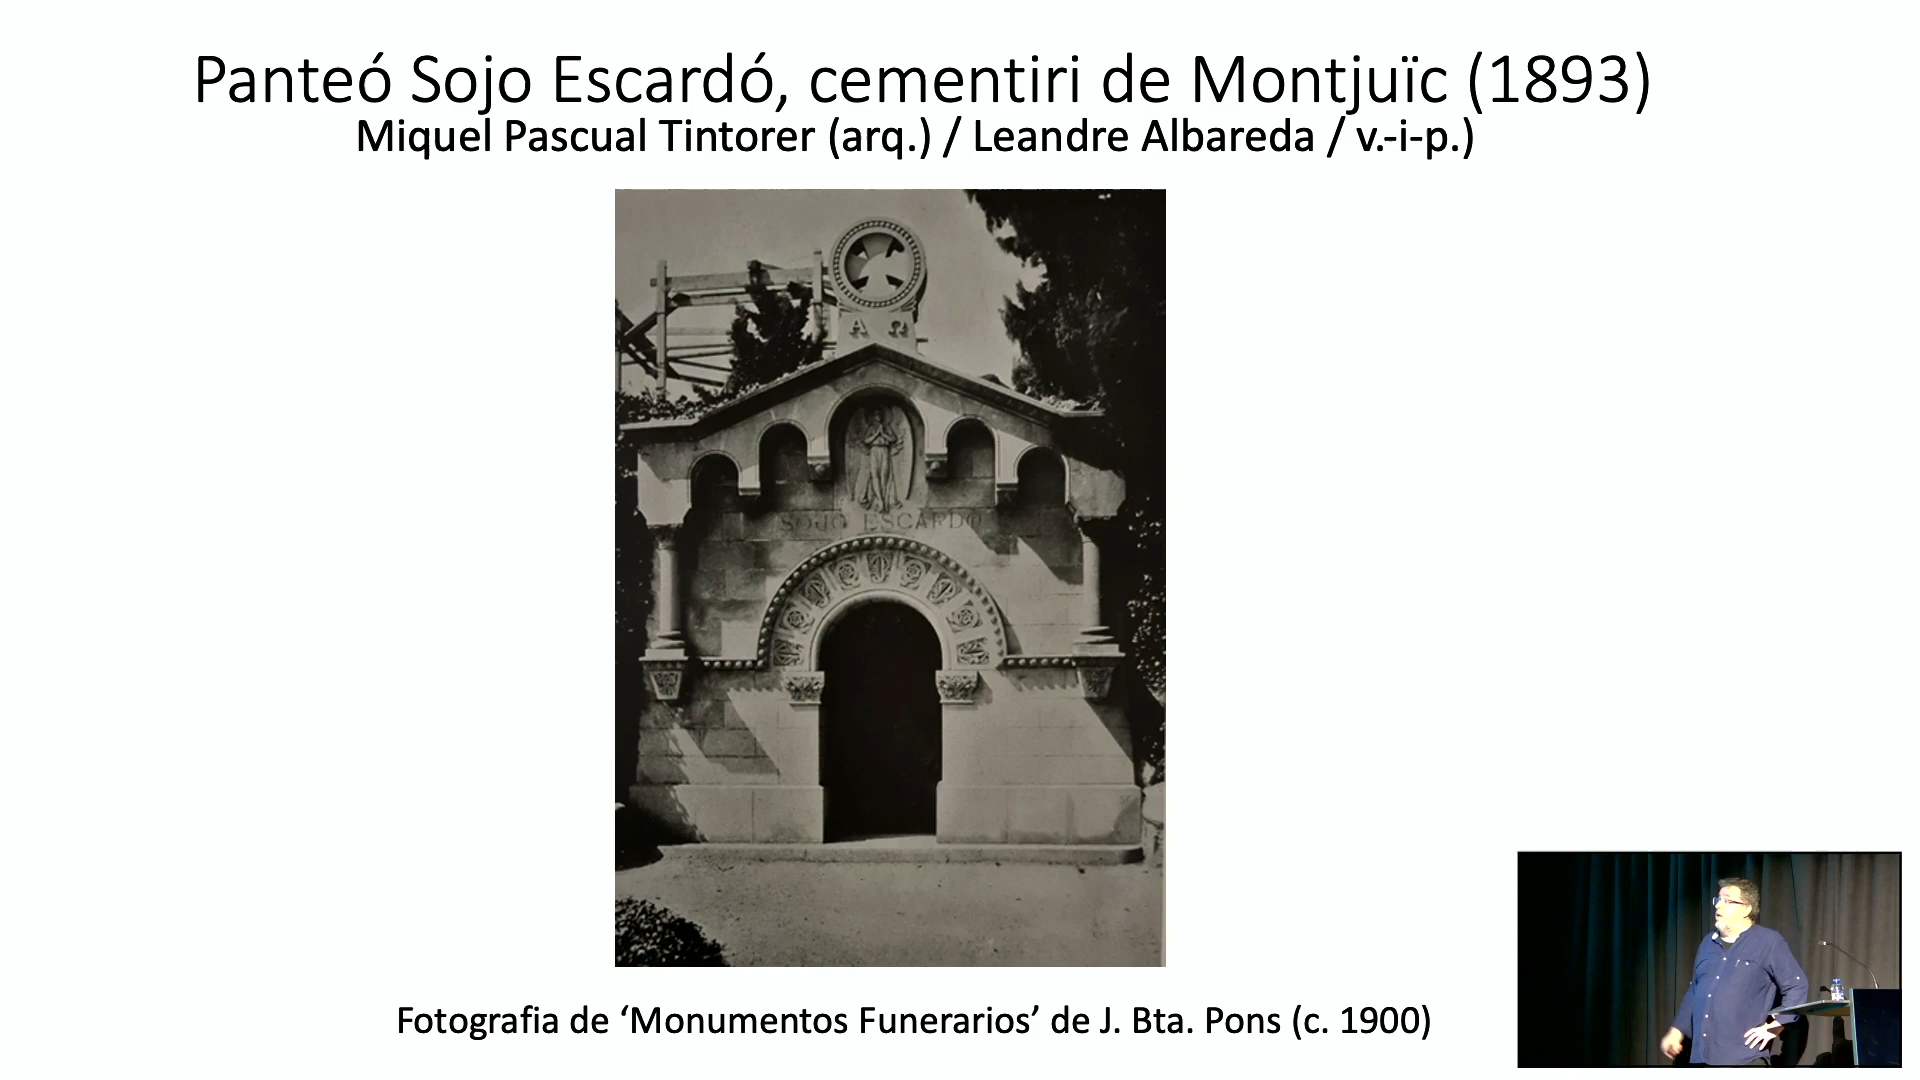 Panteó Sojo Escardó, cementiri de Montjuïc (1893)
Miquel Pascual Tintorer (arq.) / Leandre Albareda / v.-i-p.)
Α Ω
SOJO ESCARDÓ
Fotografia de ‘Monumentos Funerarios’ de J. Bta. Pons (c. 1900)